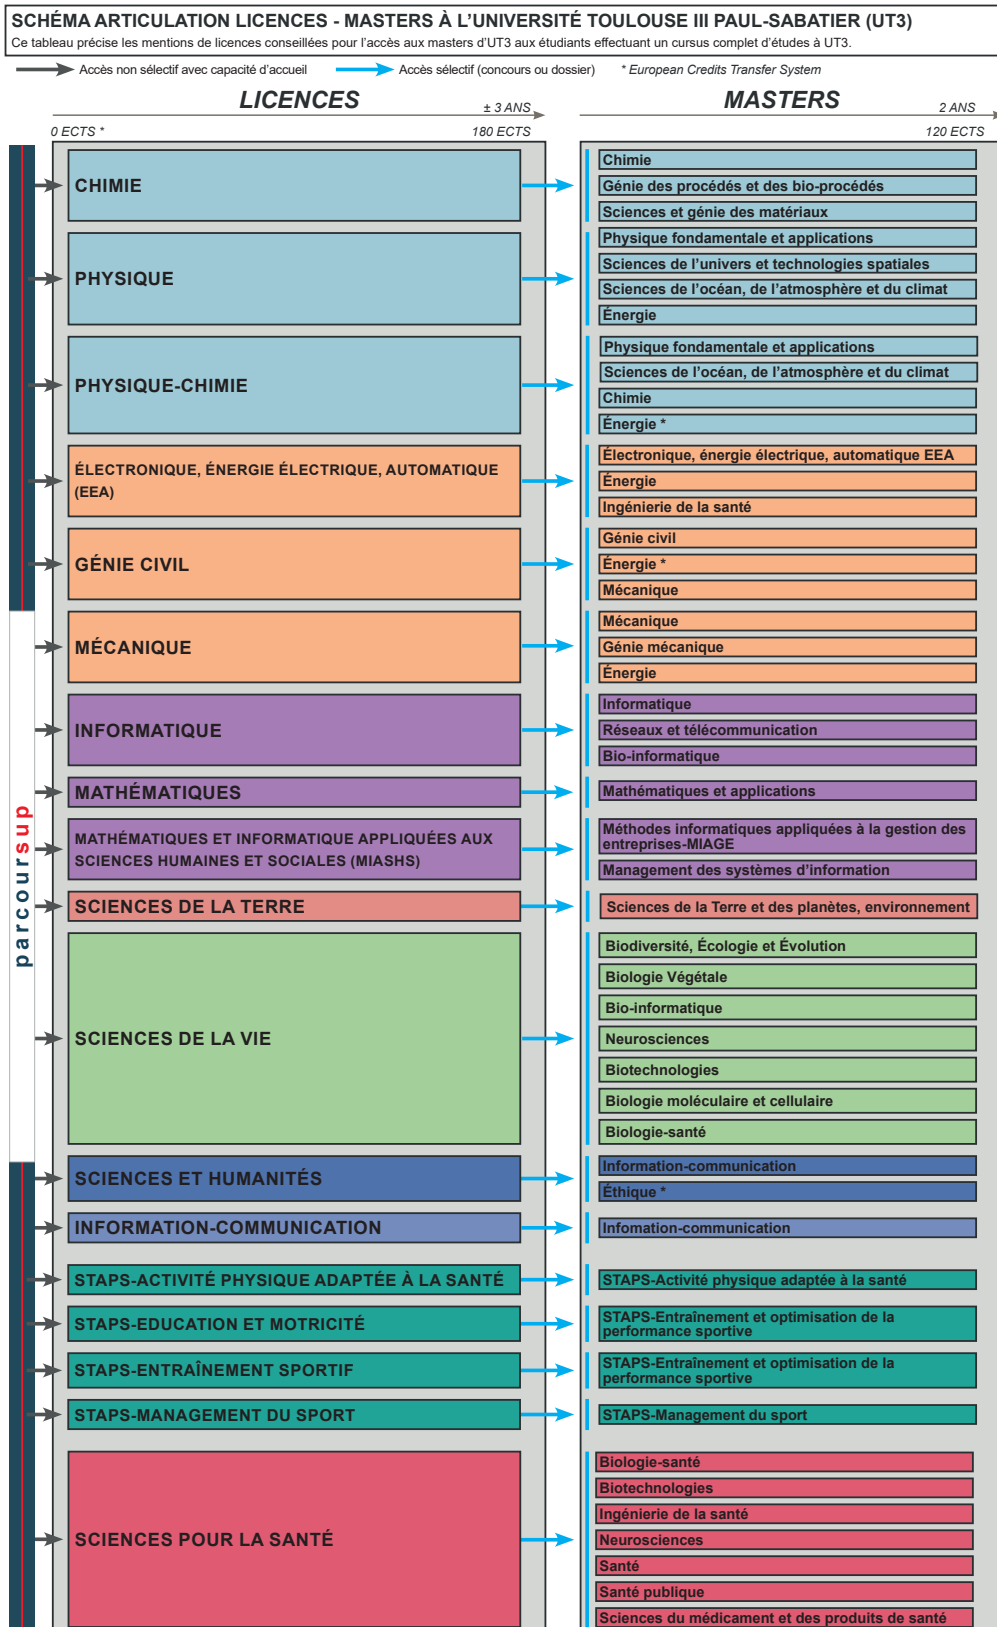 SCHÉMA ARTICULATION LICENCES - MASTERS À L'UNIVERSITÉ TOULOUSE III PAUL-SABATIER (UT3)
Ce tableau précise les mentions de licences conseillées pour l'accès aux masters d'UT3 aux étudiants effectuant un cursus complet d'études à UT3.
Accès non sélectif avec capacité d'accueil
Accès sélectif (concours ou dossier)
* European Credits Transfer System
LICENCES
± 3 ANS
0 ECTS *
180 ECTS
MASTERS
2 ANS
120 ECTS
parcoursup
CHIMIE
Chimie
Génie des procédés et des bio-procédés
Sciences et génie des matériaux
PHYSIQUE
Physique fondamentale et applications
Sciences de l'univers et technologies spatiales
Sciences de l'océan, de l'atmosphère et du climat
Énergie
PHYSIQUE-CHIMIE
Physique fondamentale et applications
Sciences de l'océan, de l'atmosphère et du climat
Chimie
Énergie *
ÉLECTRONIQUE, ÉNERGIE ÉLECTRIQUE, AUTOMATIQUE
(EEA)
Électronique, énergie électrique, automatique EEA
Énergie
Ingénierie de la santé
GÉNIE CIVIL
Génie civil
Énergie *
Mécanique
MÉCANIQUE
Mécanique
Génie mécanique
Énergie
INFORMATIQUE
Informatique
Réseaux et télécommunication
Bio-informatique
MATHÉMATIQUES
Mathématiques et applications
MATHÉMATIQUES ET INFORMATIQUE APPLIQUÉES AUX
SCIENCES HUMAINES ET SOCIALES (MIASHS)
Méthodes informatiques appliquées à la gestion des
entreprises-MIAGE
Management des systèmes d'information
SCIENCES DE LA TERRE
Sciences de la Terre et des planètes, environnement
SCIENCES DE LA VIE
Biodiversité, Écologie et Évolution
Biologie Végétale
Bio-informatique
Neurosciences
Biotechnologies
Biologie moléculaire et cellulaire
Biologie-santé
SCIENCES ET HUMANITÉS
Information-communication
Éthique *
INFORMATION-COMMUNICATION
Infomation-communication
STAPS-ACTIVITÉ PHYSIQUE ADAPTÉE À LA SANTÉ
STAPS-Activité physique adaptée à la santé
STAPS-EDUCATION ET MOTRICITÉ
STAPS-Entraînement et optimisation de la
performance sportive
STAPS-ENTRAÎNEMENT SPORTIF
STAPS-Entraînement et optimisation de la
performance sportive
STAPS-MANAGEMENT DU SPORT
STAPS-Management du sport
SCIENCES POUR LA SANTÉ
Biologie-santé
Biotechnologies
Ingénierie de la santé
Neurosciences
Santé
Santé publique
Sciences du médicament et des produits de santé